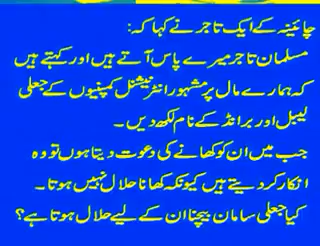 چائینہ کے ایک تاجر نے کہا کہ:
مسلمان تاجر میرے پاس آتے ہیں اور کہتے ہیں
کہ ہمارے مال پر مشہور انٹرنیشنل کمپنیوں کے جعلی
لیبل اور برانڈ کے نام لکھ دیں۔
جب میں ان کو کھانے کی دعوت دیتا ہوں تو وہ
انکار کر دیتے ہیں کیونکہ کھانا حلال نہیں ہوتا۔
کیا جعلی سامان بیچنا ان کے لیے حلال ہوتا ہے؟